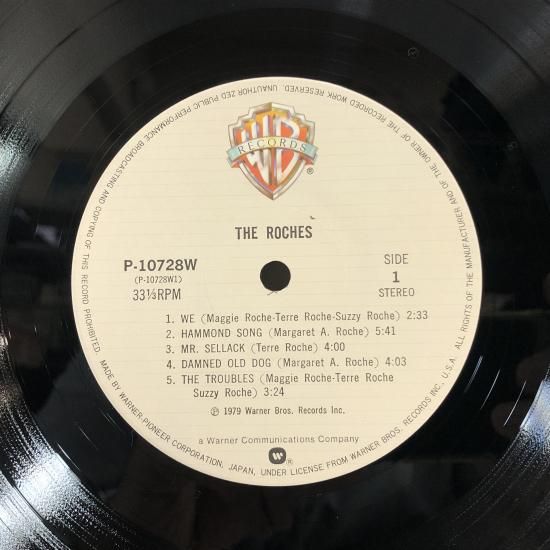 WB
RECORDS
®
THE ROCHES
P-10728W
(P-10728W1)
33⅓RPM
SIDE
1
STEREO
1. WE (Maggie Roche-Terre Roche-Suzzy Roche) 2:33
2. HAMMOND SONG (Margaret A. Roche) 5:41
3. MR. SELLACK (Terre Roche) 4:00
4. DAMNED OLD DOG (Margaret A. Roche) 4:03
5. THE TROUBLES (Maggie Roche-Terre Roche
Suzzy Roche) 3:24
℗ 1979 Warner Bros. Records Inc.
a Warner Communications Company
W®
MADE BY WARNER-PIONEER CORPORATION, JAPAN, UNDER LICENSE FROM WARNER BROS. RECORDS INC., U.S.A. ALL RIGHTS OF THE MANUFACTURER AND OF THE OWNER OF THE RECORDED WORK RESERVED. UNAUTHORIZED PUBLIC PERFORMANCE BROADCASTING AND COPYING OF THIS RECORD PROHIBITED.